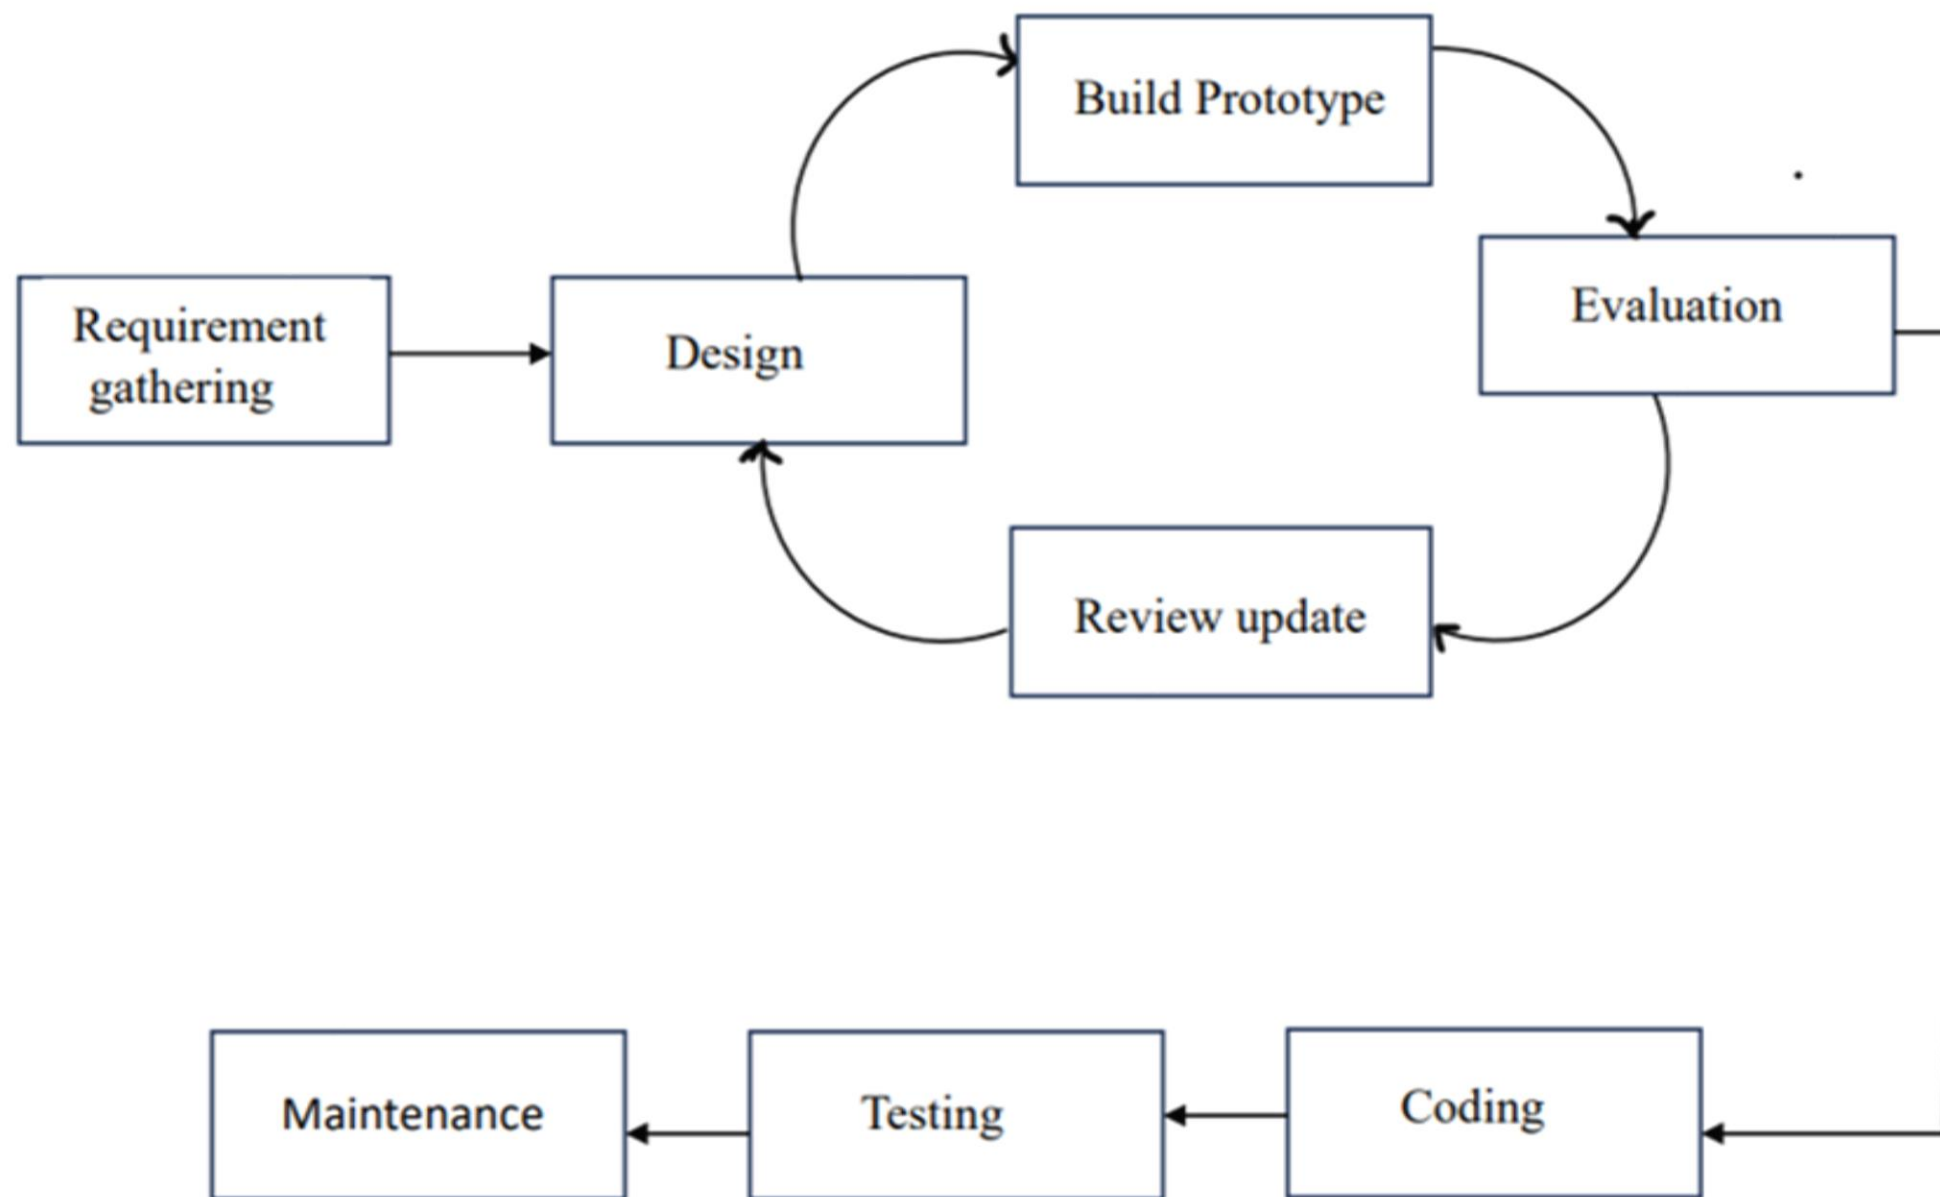 Build Prototype
Evaluation
Requirement
gathering
Design
Review update
Maintenance
Testing
Coding